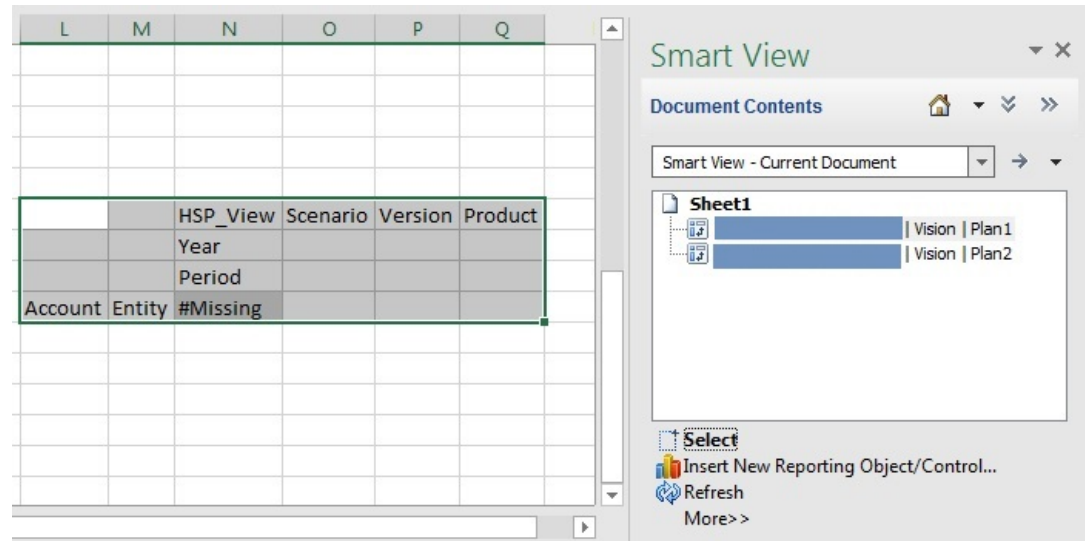 L M N O P Q
HSP_View Scenario Version Product
Year
Period
Account Entity #Missing
Smart View
Document Contents
Smart View - Current Document
Sheet1
| Vision | Plan1
| Vision | Plan2
Select
Insert New Reporting Object/Control...
Refresh
More>>